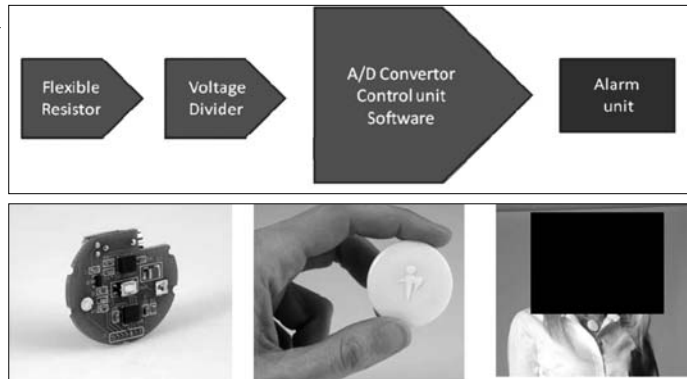 Flexible
Resistor
Voltage
Divider
A/D Convertor
Control unit
Software
Alarm
unit